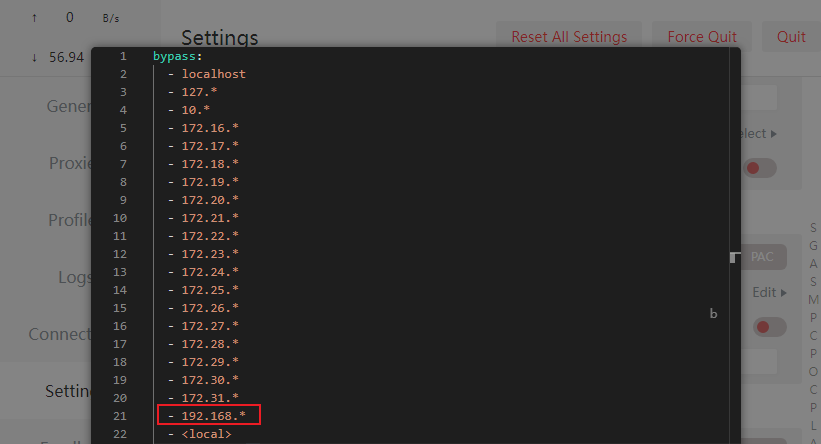 ↑ 0 B/s
↓ 56.94
Settings
Reset All Settings
Force Quit
Quit
Gener
Proxie
Profile
Logs
Connect
Settin
1 bypass:
2 - localhost
3 - 127.*
4 - 10.*
5 - 172.16.*
6 - 172.17.*
7 - 172.18.*
8 - 172.19.*
9 - 172.20.*
10 - 172.21.*
11 - 172.22.*
12 - 172.23.*
13 - 172.24.*
14 - 172.25.*
15 - 172.26.*
16 - 172.27.*
17 - 172.28.*
18 - 172.29.*
19 - 172.30.*
20 - 172.31.*
21 - 192.168.*
22 - <local>
elect
PAC
Edit
b
S
G
A
S
M
P
C
P
O
C
P
L